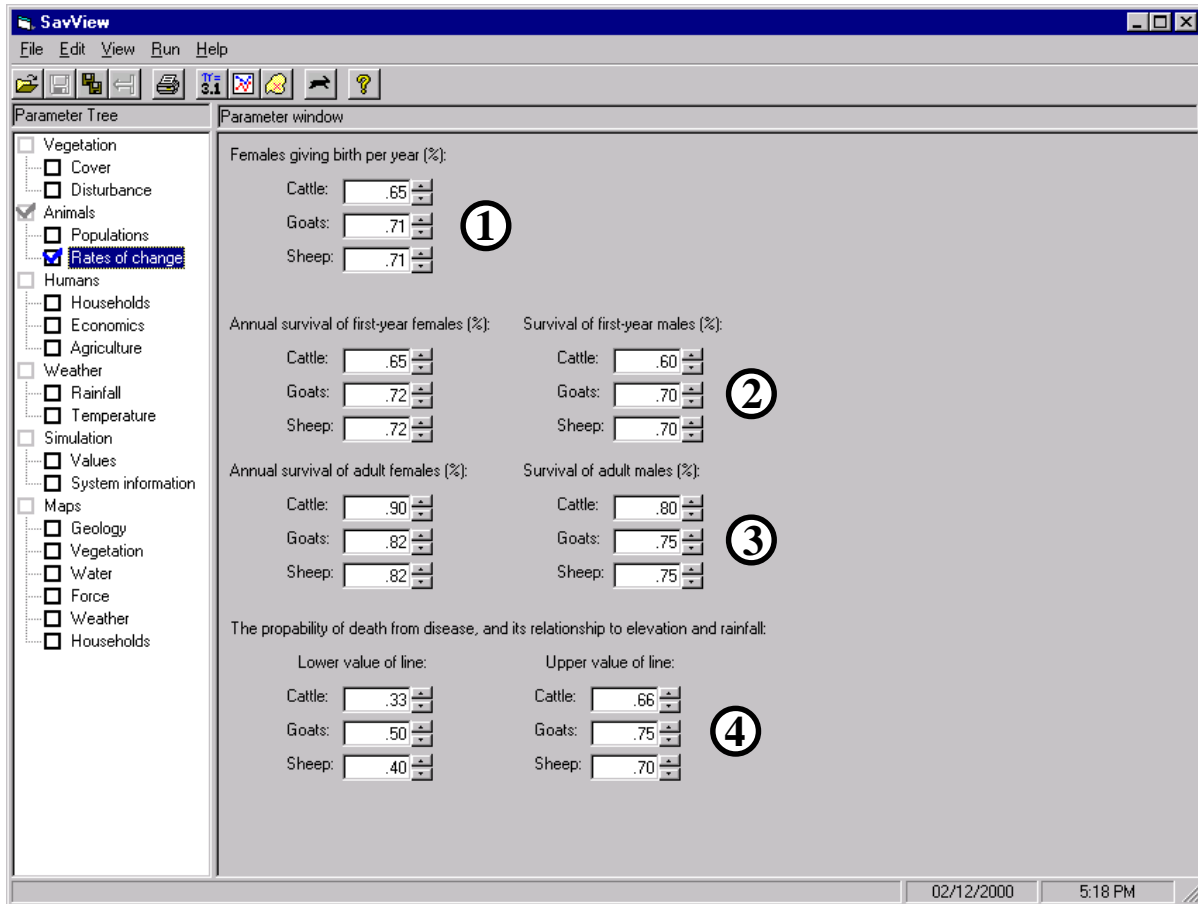 SavView
File Edit View Run Help
π= 3.1 ?
Parameter Tree
Parameter window
Vegetation
Cover
Disturbance
Animals
Populations
Rates of change
Humans
Households
Economics
Agriculture
Weather
Rainfall
Temperature
Simulation
Values
System information
Maps
Geology
Vegetation
Water
Force
Weather
Households
Females giving birth per year (%):
Cattle: .65
Goats: .71
Sheep: .71
1
Annual survival of first-year females (%): Survival of first-year males (%):
Cattle: .65 Cattle: .60
Goats: .72 Goats: .70
Sheep: .72 Sheep: .70
2
Annual survival of adult females (%): Survival of adult males (%):
Cattle: .90 Cattle: .80
Goats: .82 Goats: .75
Sheep: .82 Sheep: .75
3
The propability of death from disease, and its relationship to elevation and rainfall:
Lower value of line: Upper value of line:
Cattle: .33 Cattle: .66
Goats: .50 Goats: .75
Sheep: .40 Sheep: .70
4
02/12/2000 5:18 PM